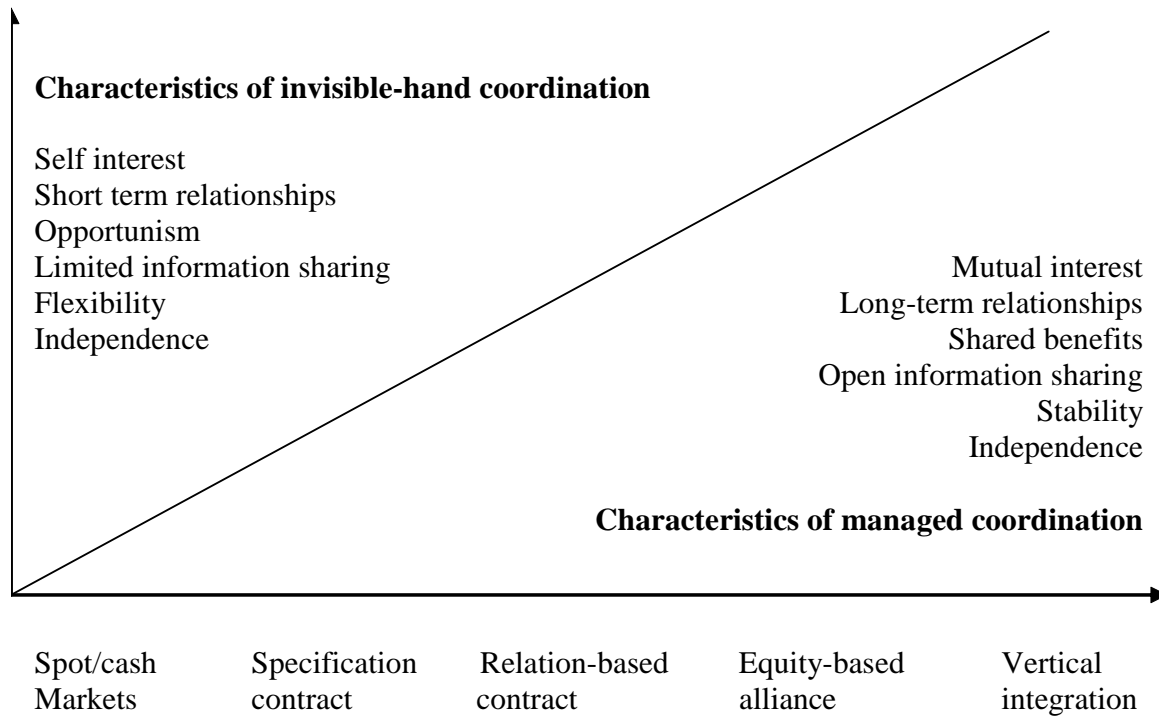 Characteristics of invisible-hand coordination
Self interest
Short term relationships
Opportunism
Limited information sharing
Flexibility
Independence
Mutual interest
Long-term relationships
Shared benefits
Open information sharing
Stability
Independence
Characteristics of managed coordination
Spot/cash
Markets
Specification
contract
Relation-based
contract
Equity-based
alliance
Vertical
integration